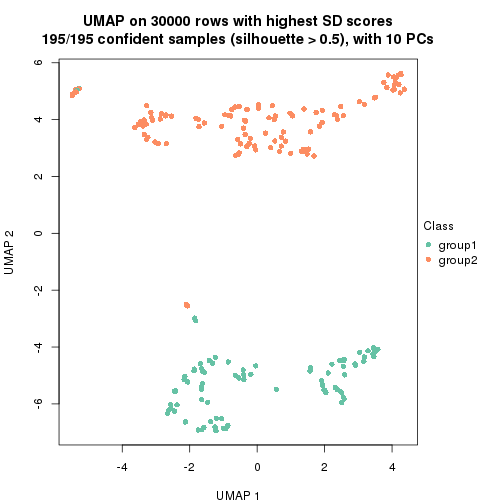 UMAP on 30000 rows with highest SD scores
195/195 confident samples (silhouette > 0.5), with 10 PCs
6
4
2
0
-2
-4
-6
UMAP 2
-4
-2
0
2
4
UMAP 1
Class
group1
group2